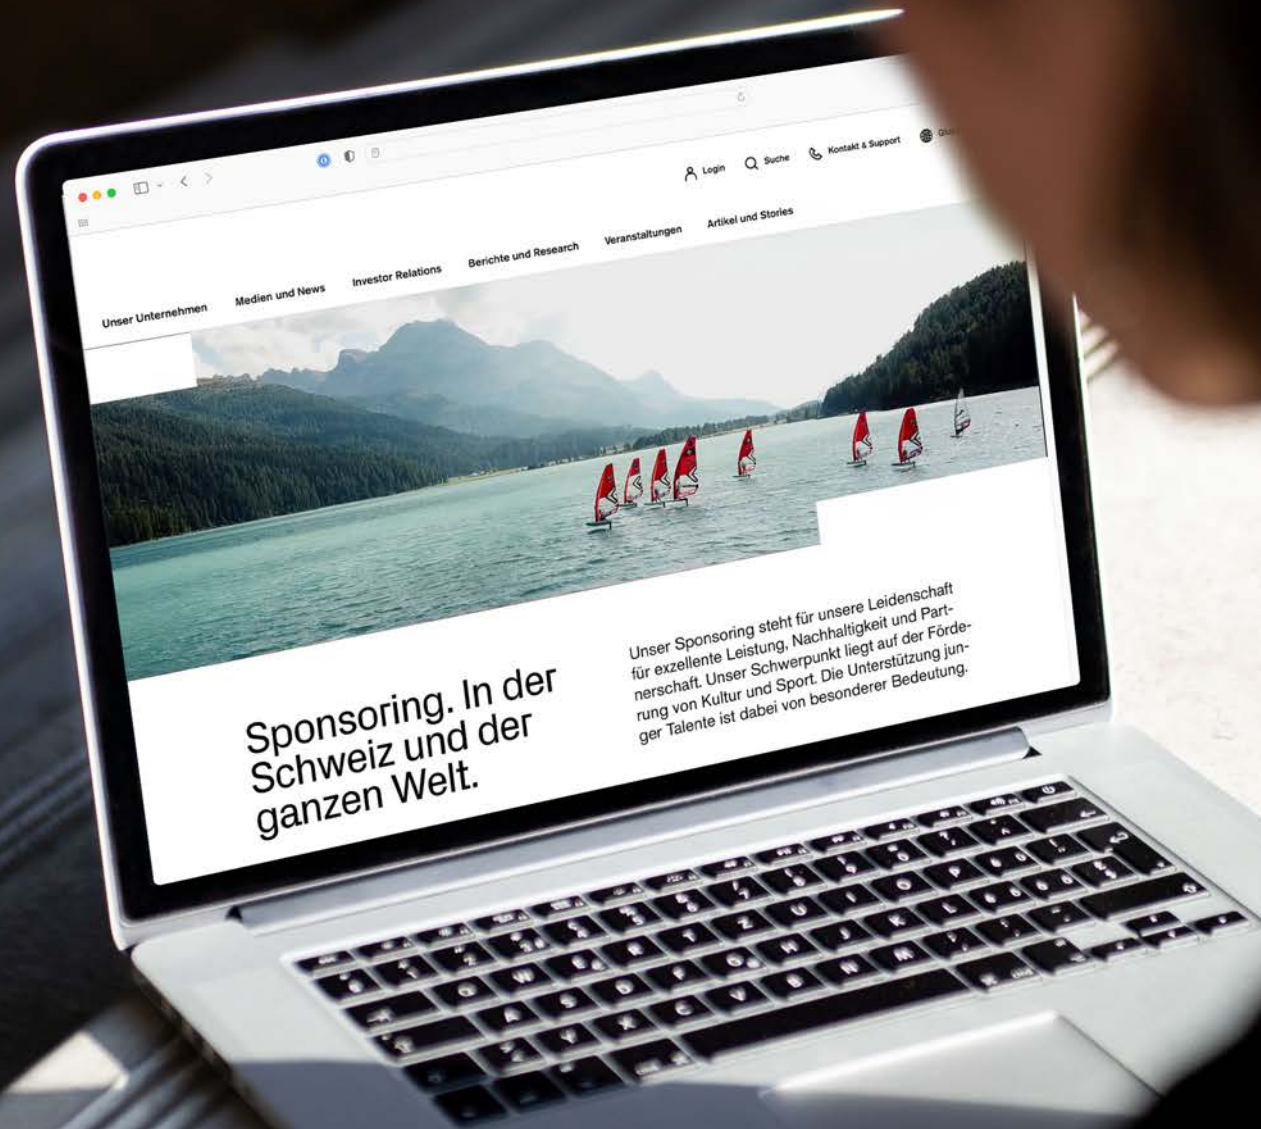 Login Suche Kontakt & Support
Unser Unternehmen Medien und News Investor Relations Berichte und Research Veranstaltungen Artikel und Stories
Sponsoring. In der
Schweiz und der
ganzen Welt.
Unser Sponsoring steht für unsere Leidenschaft
für exzellente Leistung, Nachhaltigkeit und Part-
nerschaft. Unser Schwerpunkt liegt auf der Förde-
rung von Kultur und Sport. Die Unterstützung jun-
ger Talente ist dabei von besonderer Bedeutung.